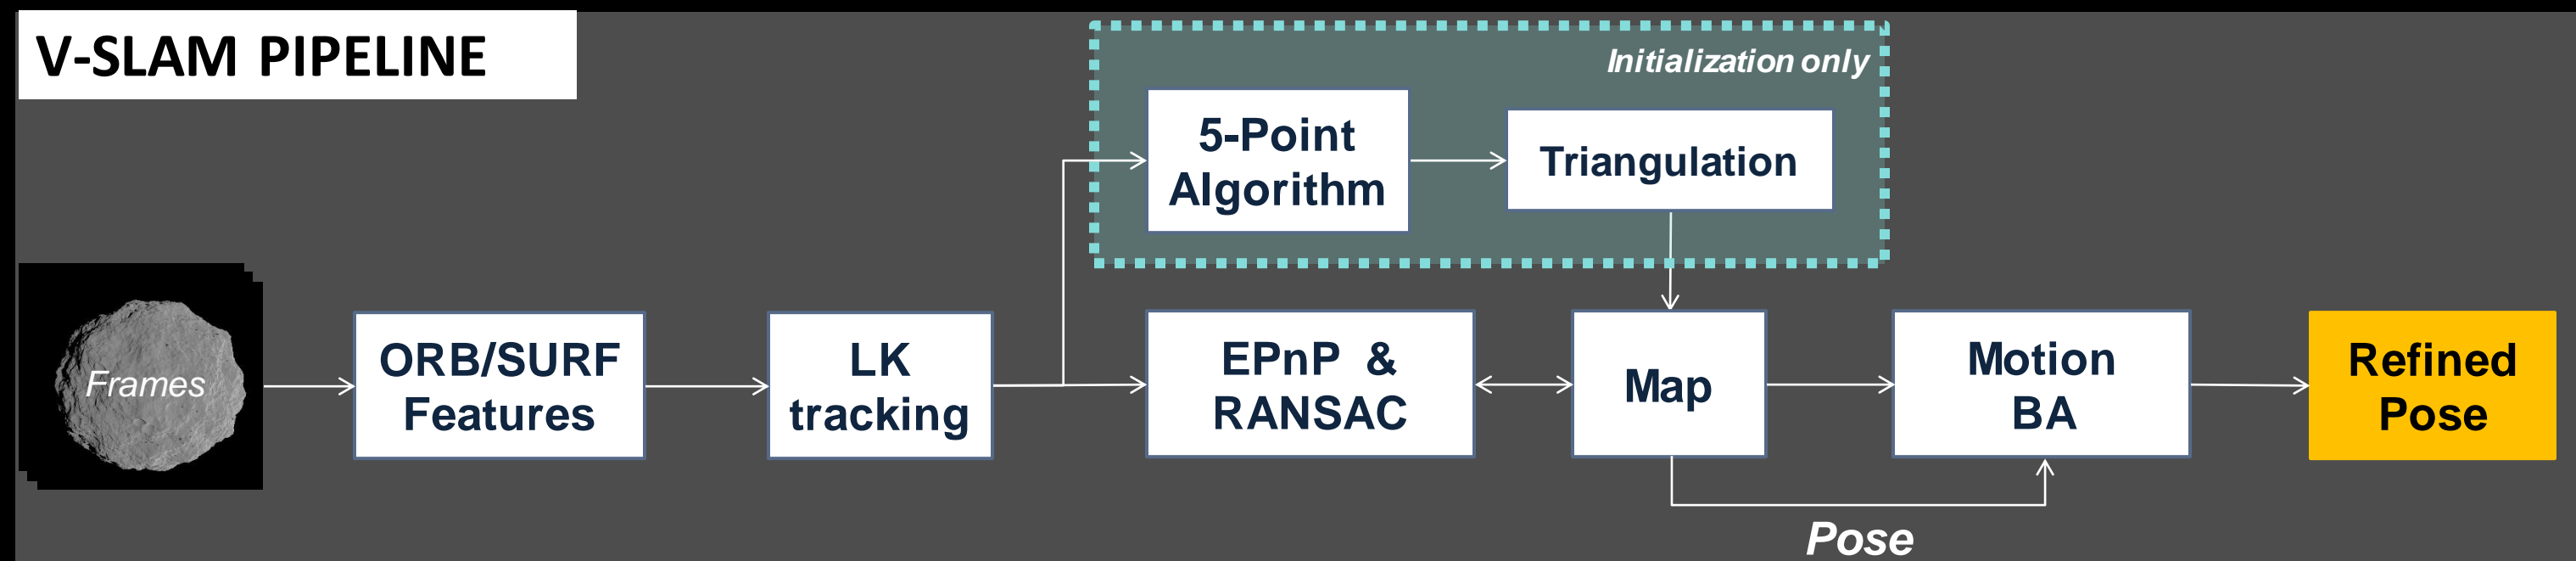 V-SLAM PIPELINE
Initialization only
5-Point
Algorithm
Triangulation
Frames
ORB/SURF
Features
LK
tracking
EPnP &
RANSAC
Map
Motion
BA
Refined
Pose
Pose